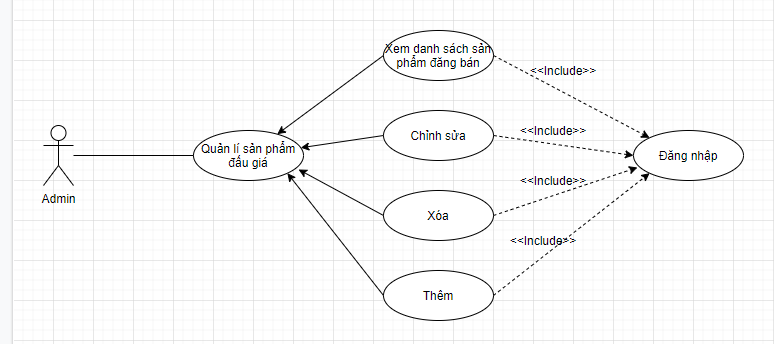 Xem danh sách sản
phẩm đăng bán
<<Include>>
Chỉnh sửa
<<Include>>
Quản lí sản phẩm
đấu giá
Đăng nhập
Admin
<<Include>>
Xóa
<<Include>>
Thêm